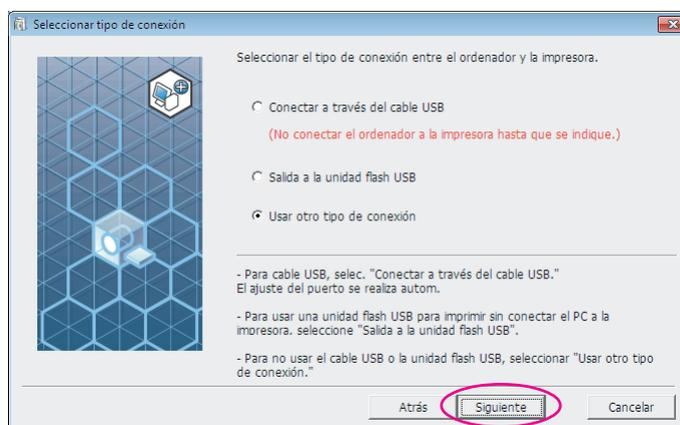 Seleccionar tipo de conexión
Seleccionar el tipo de conexión entre el ordenador y la impresora.
Conectar a través del cable USB
(No conectar el ordenador a la impresora hasta que se indique.)
Salida a la unidad flash USB
Usar otro tipo de conexión
- Para cable USB, selec. "Conectar a través del cable USB."
El ajuste del puerto se realiza autom.
- Para usar una unidad flash USB para imprimir sin conectar el PC a la
impresora. seleccione "Salida a la unidad flash USB".
- Para no usar el cable USB o la unidad flash USB, seleccionar "Usar otro tipo
de conexión."
Atrás Siguiente Cancelar